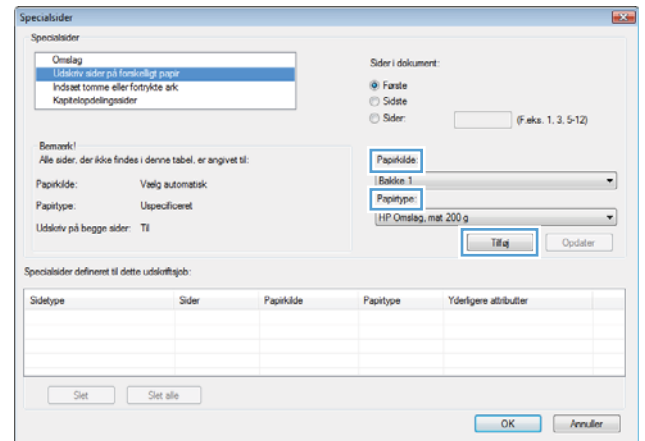 Specialsider
Specialsider
Omslag
Udskriv sider på forskelligt papir
Indsæt tomme eller fortrykte ark
Kapitelopdelingssider
Sider i dokument:
Første
Sidste
Sider:
(F.eks. 1, 3, 5-12)
Bemærk!
Alle sider, der ikke findes i denne tabel, er angivet til:
Papirkilde: Vælg automatisk
Papirtype: Uspecificeret
Udskriv på begge sider: Til
Papirkilde:
Bakke 1
Papirtype:
HP Omslag, mat 200 g
Tilføj Opdater
Specialsider defineret til dette udskriftsjob:
Sidetype Sider Papirkilde Papirtype Yderligere attributter
Slet Slet alle
OK Annuller